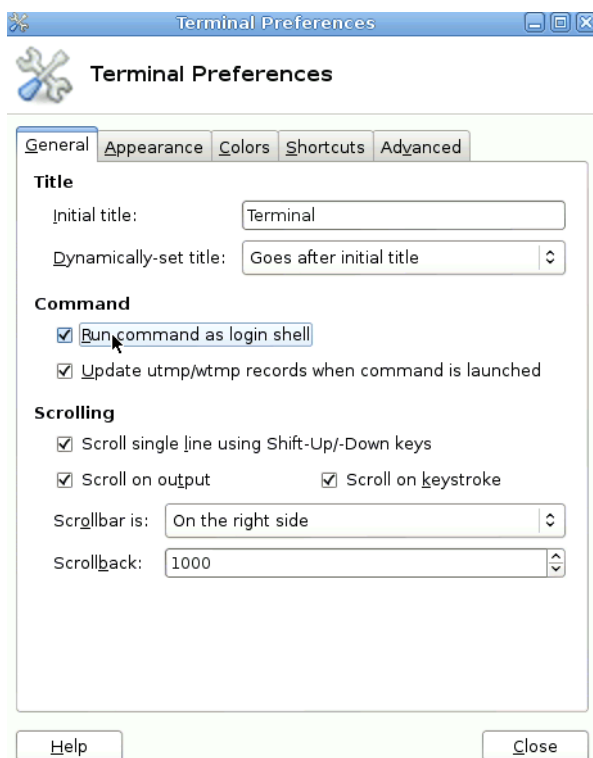 Terminal Preferences
Terminal Preferences
General Appearance Colors Shortcuts Advanced
Title
Initial title: Terminal
Dynamically-set title: Goes after initial title
Command
Run command as login shell
Update utmp/wtmp records when command is launched
Scrolling
Scroll single line using Shift-Up/-Down keys
Scroll on output Scroll on keystroke
Scrollbar is: On the right side
Scrollback: 1000
Help Close